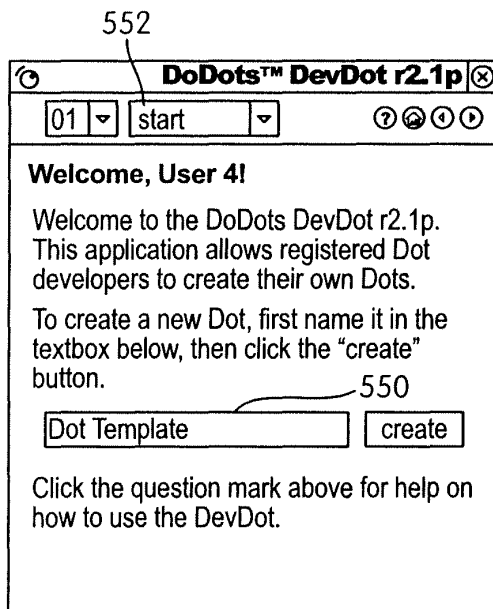 552
DoDots™ DevDot r2.1p
01 start
Welcome, User 4!
Welcome to the DoDots DevDot r2.1p.
This application allows registered Dot
developers to create their own Dots.
To create a new Dot, first name it in the
textbox below, then click the “create”
button.
550
Dot Template create
Click the question mark above for help on
how to use the DevDot.